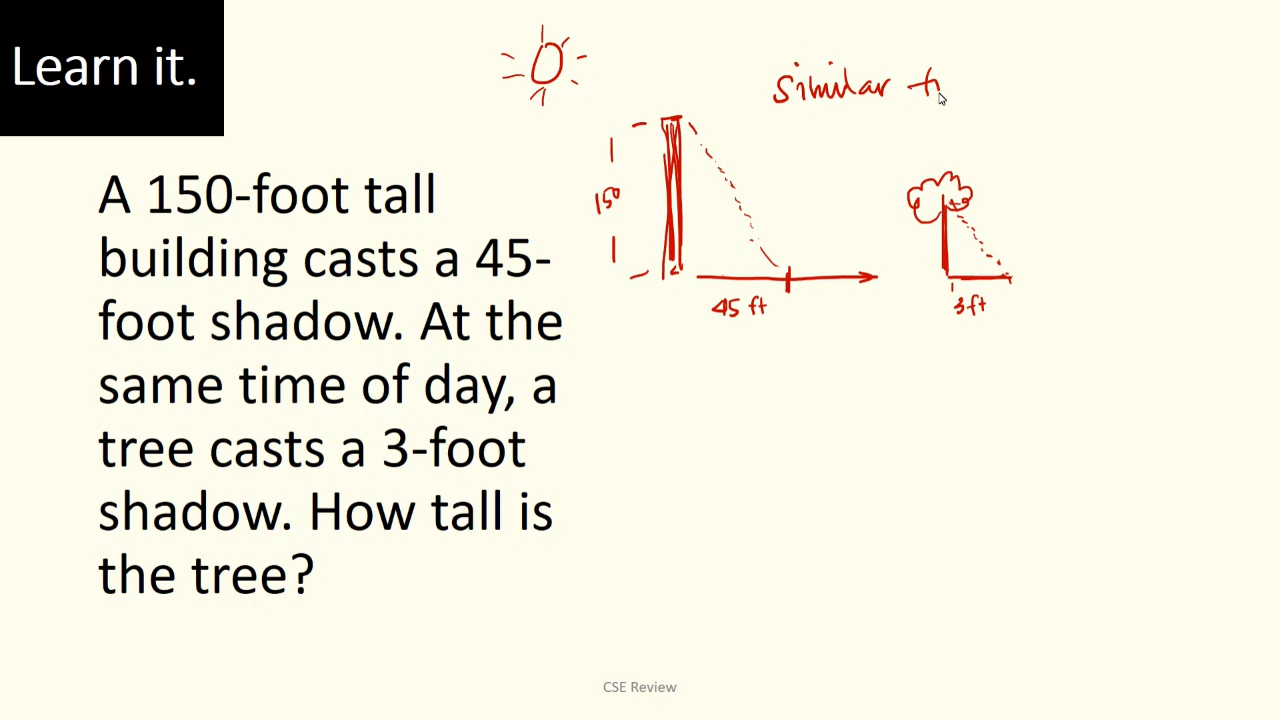 Learn it.
similar
A 150-foot tall
building casts a 45-
foot shadow. At the
same time of day, a
tree casts a 3-foot
shadow. How tall is
the tree?
150
45 ft
3 ft
CSE Review